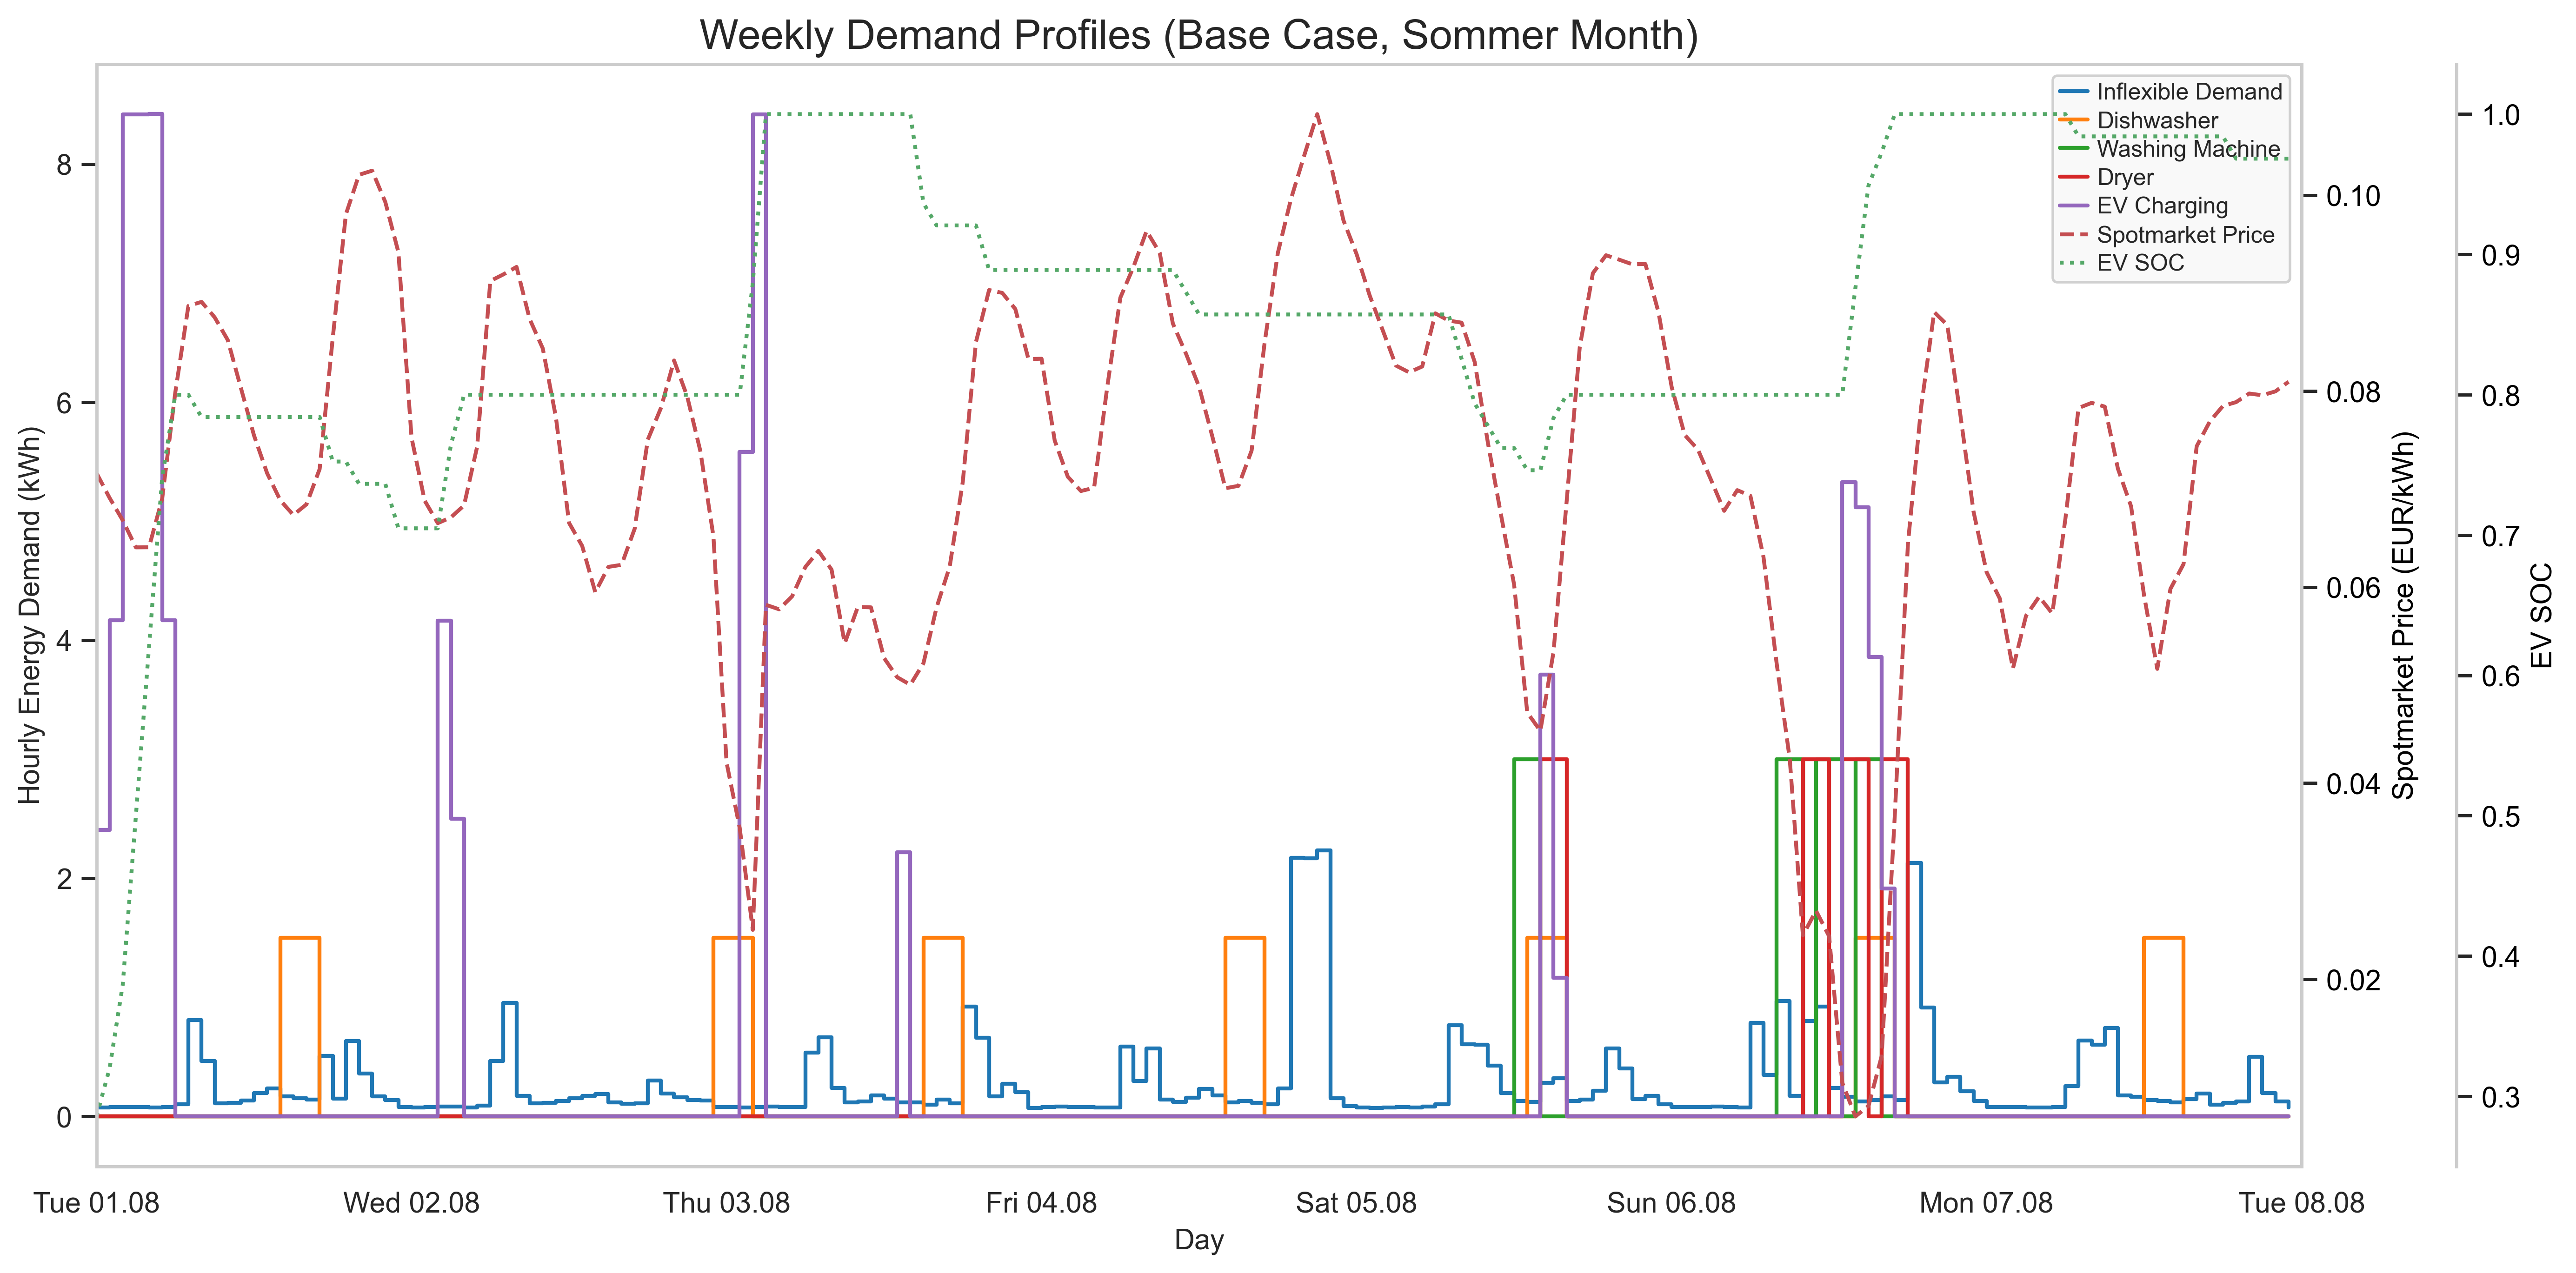 Weekly Demand Profiles (Base Case, Sommer Month)
Inflexible Demand
Dishwasher
Washing Machine
Dryer
EV Charging
Spotmarket Price
EV SOC
Hourly Energy Demand (kWh)
8
6
4
2
0
0.10
0.08
0.06
0.04
0.02
Spotmarket Price (EUR/kWh)
1.0
0.9
0.8
0.7
0.6
0.5
0.4
0.3
EV SOC
Tue 01.08
Wed 02.08
Thu 03.08
Fri 04.08
Sat 05.08
Sun 06.08
Mon 07.08
Tue 08.08
Day